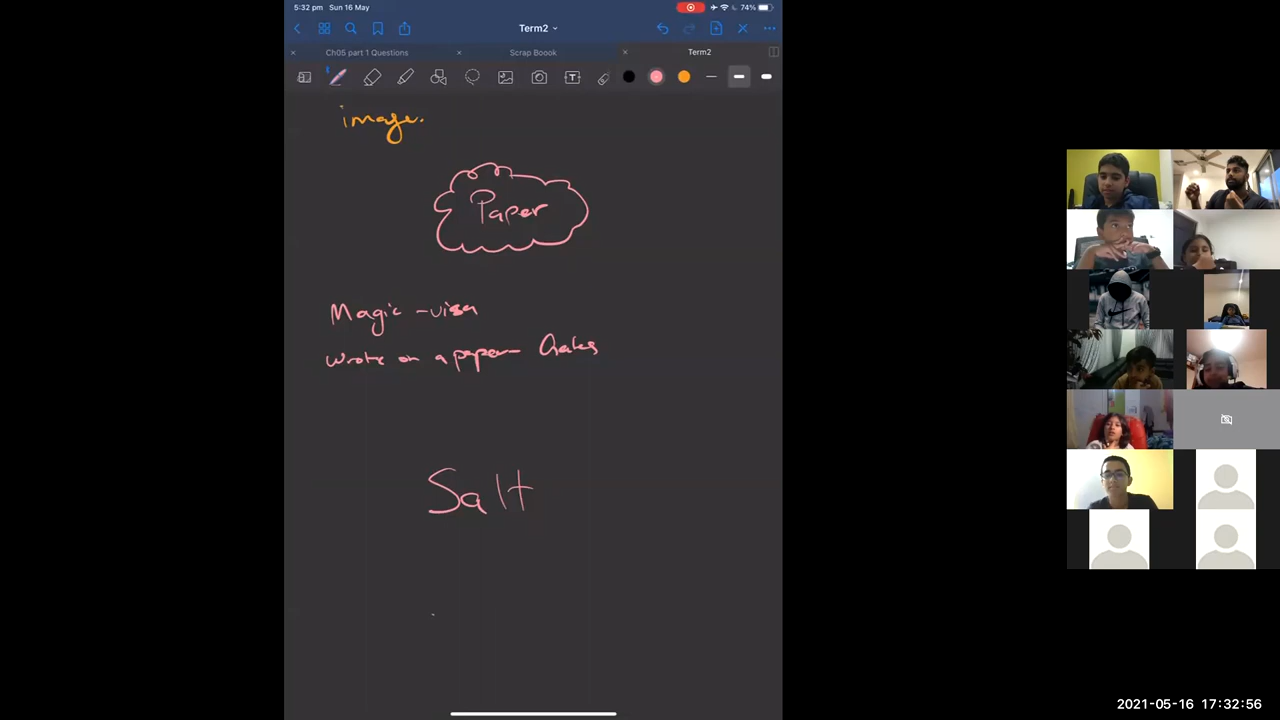 5:32 pm Sun 16 May
74%
Term2
Ch05 part 1 Questions
Scrap Boook
Term2
T
image.
Paper
Magic -visa
Wrote on a paper-
Salt
2021-05-16 17:32:56